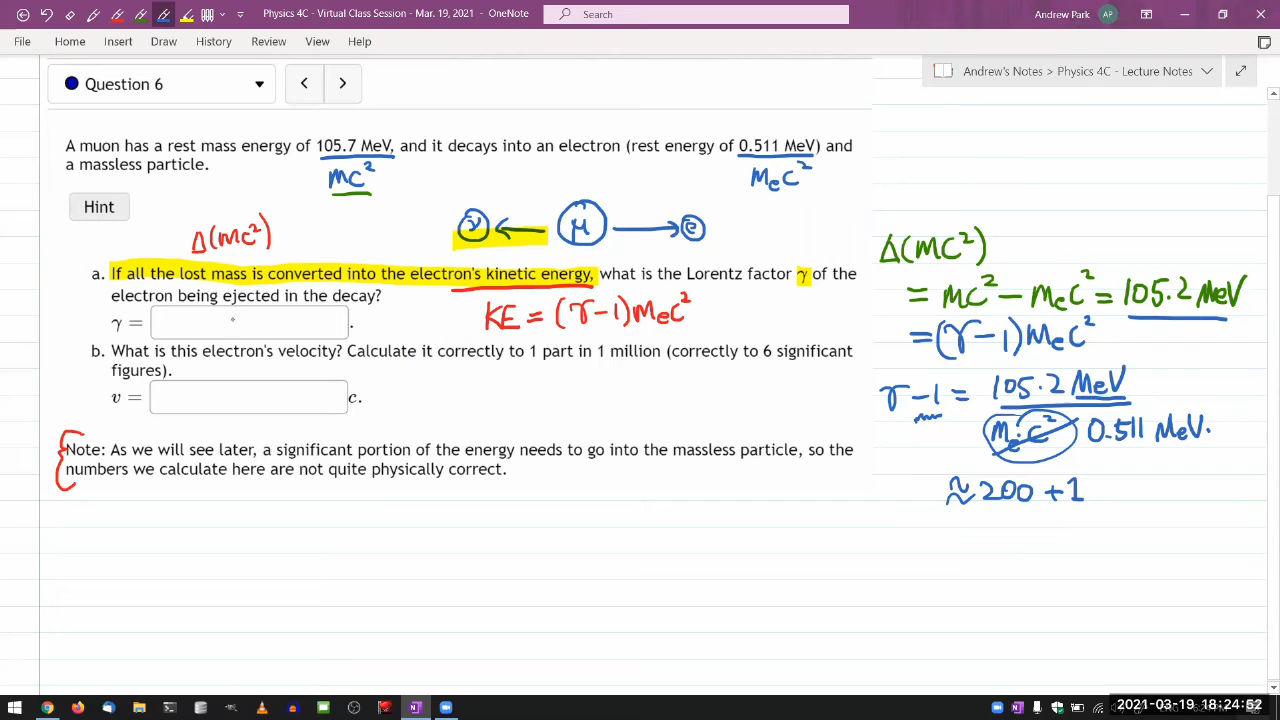 Physics 4C - Virtual Class Session - Mar. 19, 2021 - OneNote
Search
Andrew Park
AP
File Home Insert Draw History Review View Help
Question 6
Andrew's Notes > Physics 4C - Lecture Notes
A muon has a rest mass energy of 105.7 MeV, and it decays into an electron (rest energy of 0.511 MeV) and
a massless particle.
mc²
MeC²
Hint
Δ(mc²)
ν μ e
a. If all the lost mass is converted into the electron's kinetic energy, what is the Lorentz factor γ of the
electron being ejected in the decay?
γ = .
KE = (γ-1)MeC²
b. What is this electron's velocity? Calculate it correctly to 1 part in 1 million (correctly to 6 significant
figures).
v = c.
Note: As we will see later, a significant portion of the energy needs to go into the massless particle, so the
numbers we calculate here are not quite physically correct.
Δ(mc²)
= mc² - Mec² = 105.2 MeV
= (γ-1)MeC²
γ-1 = 105.2 MeV
Mec² 0.511 MeV.
≈ 200 +1
2021-03-19 18:24:52